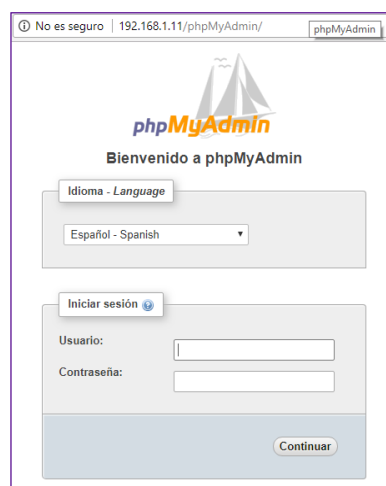 No es seguro | 192.168.1.11/phpMyAdmin/
phpMyAdmin
phpMyAdmin
Bienvenido a phpMyAdmin
Idioma - Language
Español - Spanish
Iniciar sesión
Usuario:
Contraseña:
Continuar